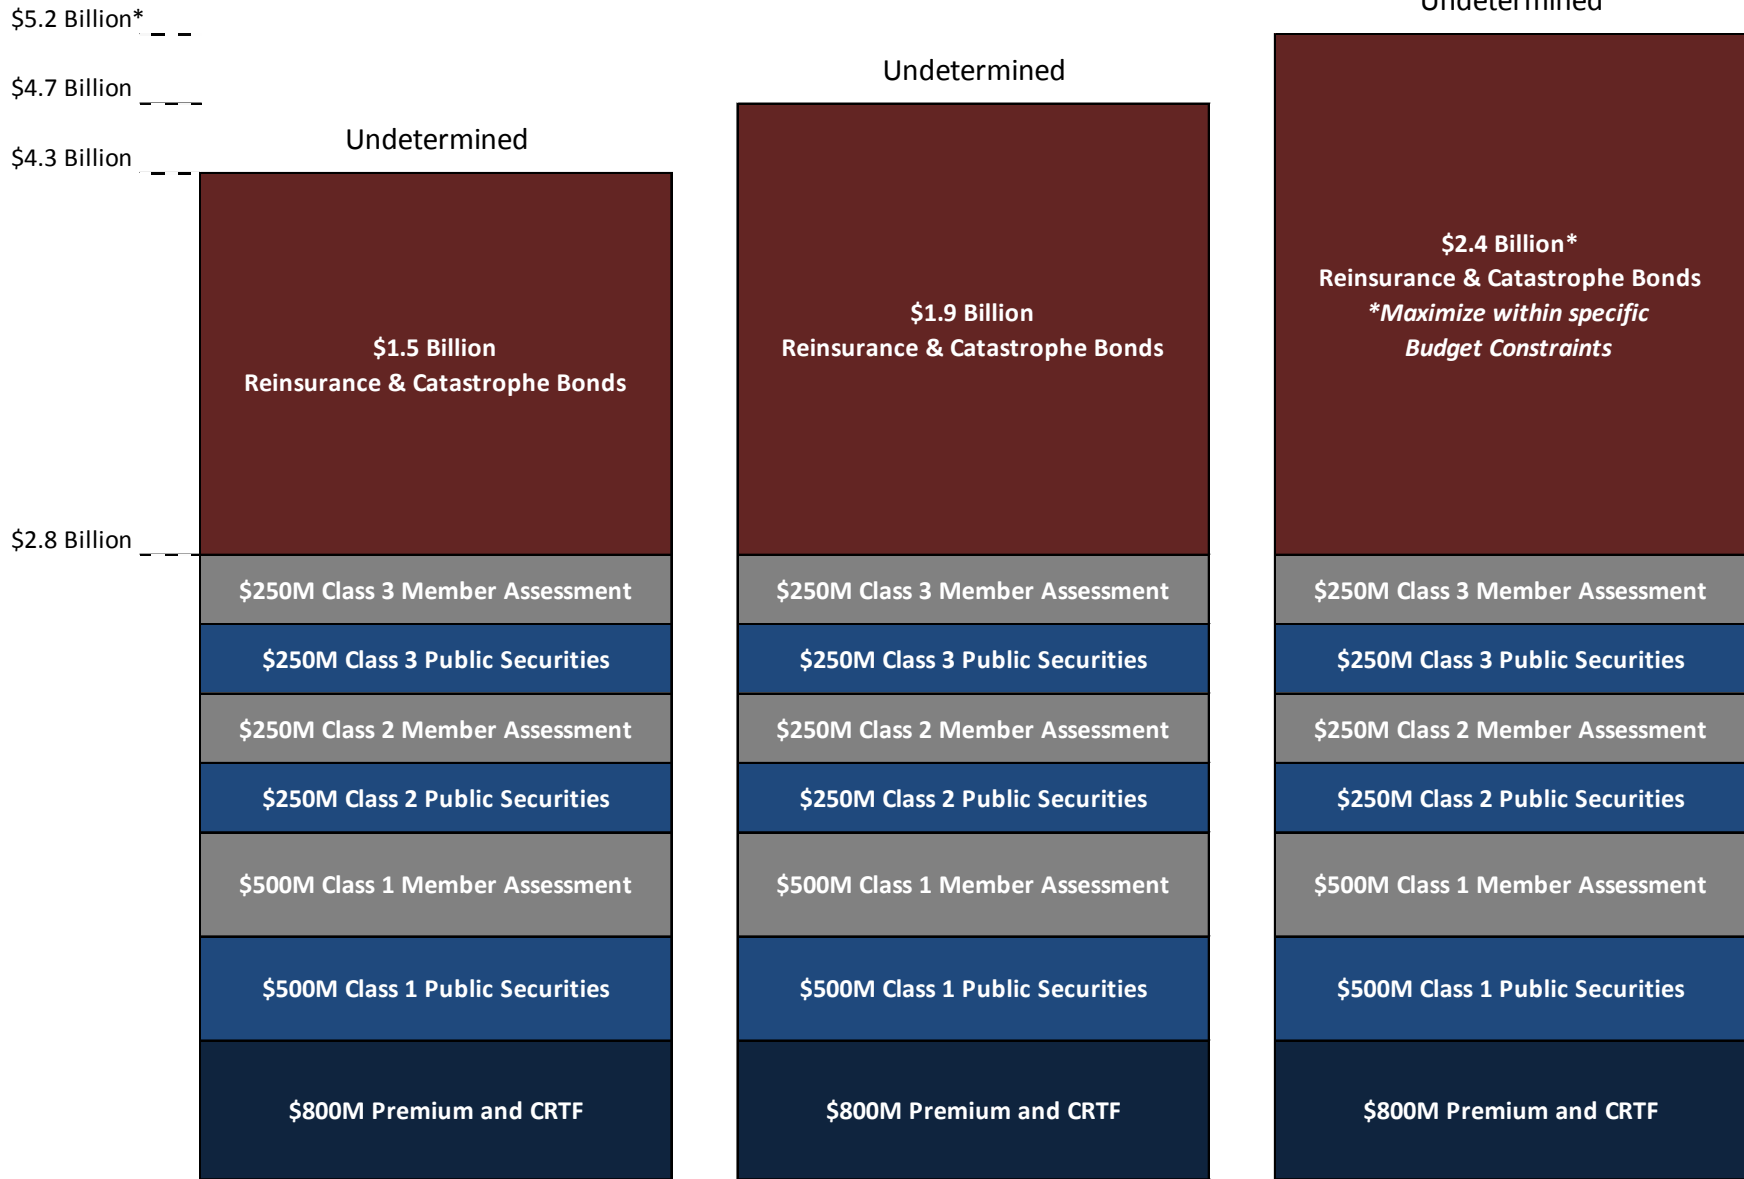 $5.2 Billion*
$4.7 Billion
$4.3 Billion
$2.8 Billion
Undetermined
$1.5 Billion
Reinsurance & Catastrophe Bonds
$250M Class 3 Member Assessment
$250M Class 3 Public Securities
$250M Class 2 Member Assessment
$250M Class 2 Public Securities
$500M Class 1 Member Assessment
$500M Class 1 Public Securities
$800M Premium and CRTF
Undetermined
$1.9 Billion
Reinsurance & Catastrophe Bonds
$250M Class 3 Member Assessment
$250M Class 3 Public Securities
$250M Class 2 Member Assessment
$250M Class 2 Public Securities
$500M Class 1 Member Assessment
$500M Class 1 Public Securities
$800M Premium and CRTF
Undetermined
$2.4 Billion*
Reinsurance & Catastrophe Bonds
*Maximize within specific
Budget Constraints
$250M Class 3 Member Assessment
$250M Class 3 Public Securities
$250M Class 2 Member Assessment
$250M Class 2 Public Securities
$500M Class 1 Member Assessment
$500M Class 1 Public Securities
$800M Premium and CRTF